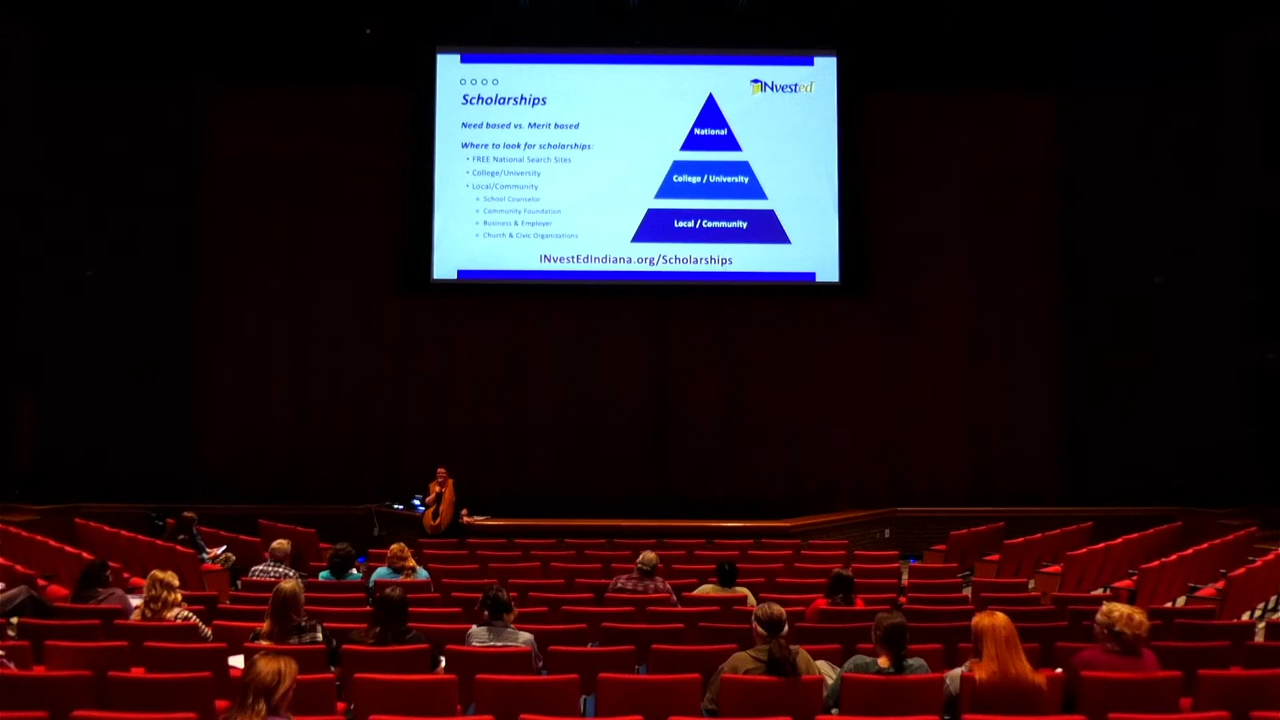 INvested
Scholarships
Need based vs. Merit based
Where to look for scholarships:
• FREE National Search Sites
• College/University
• Local/Community
School Counselor
Community Foundation
Business & Employer
Church & Civic Organizations
National
College / University
Local / Community
INvestEdIndiana.org/Scholarships